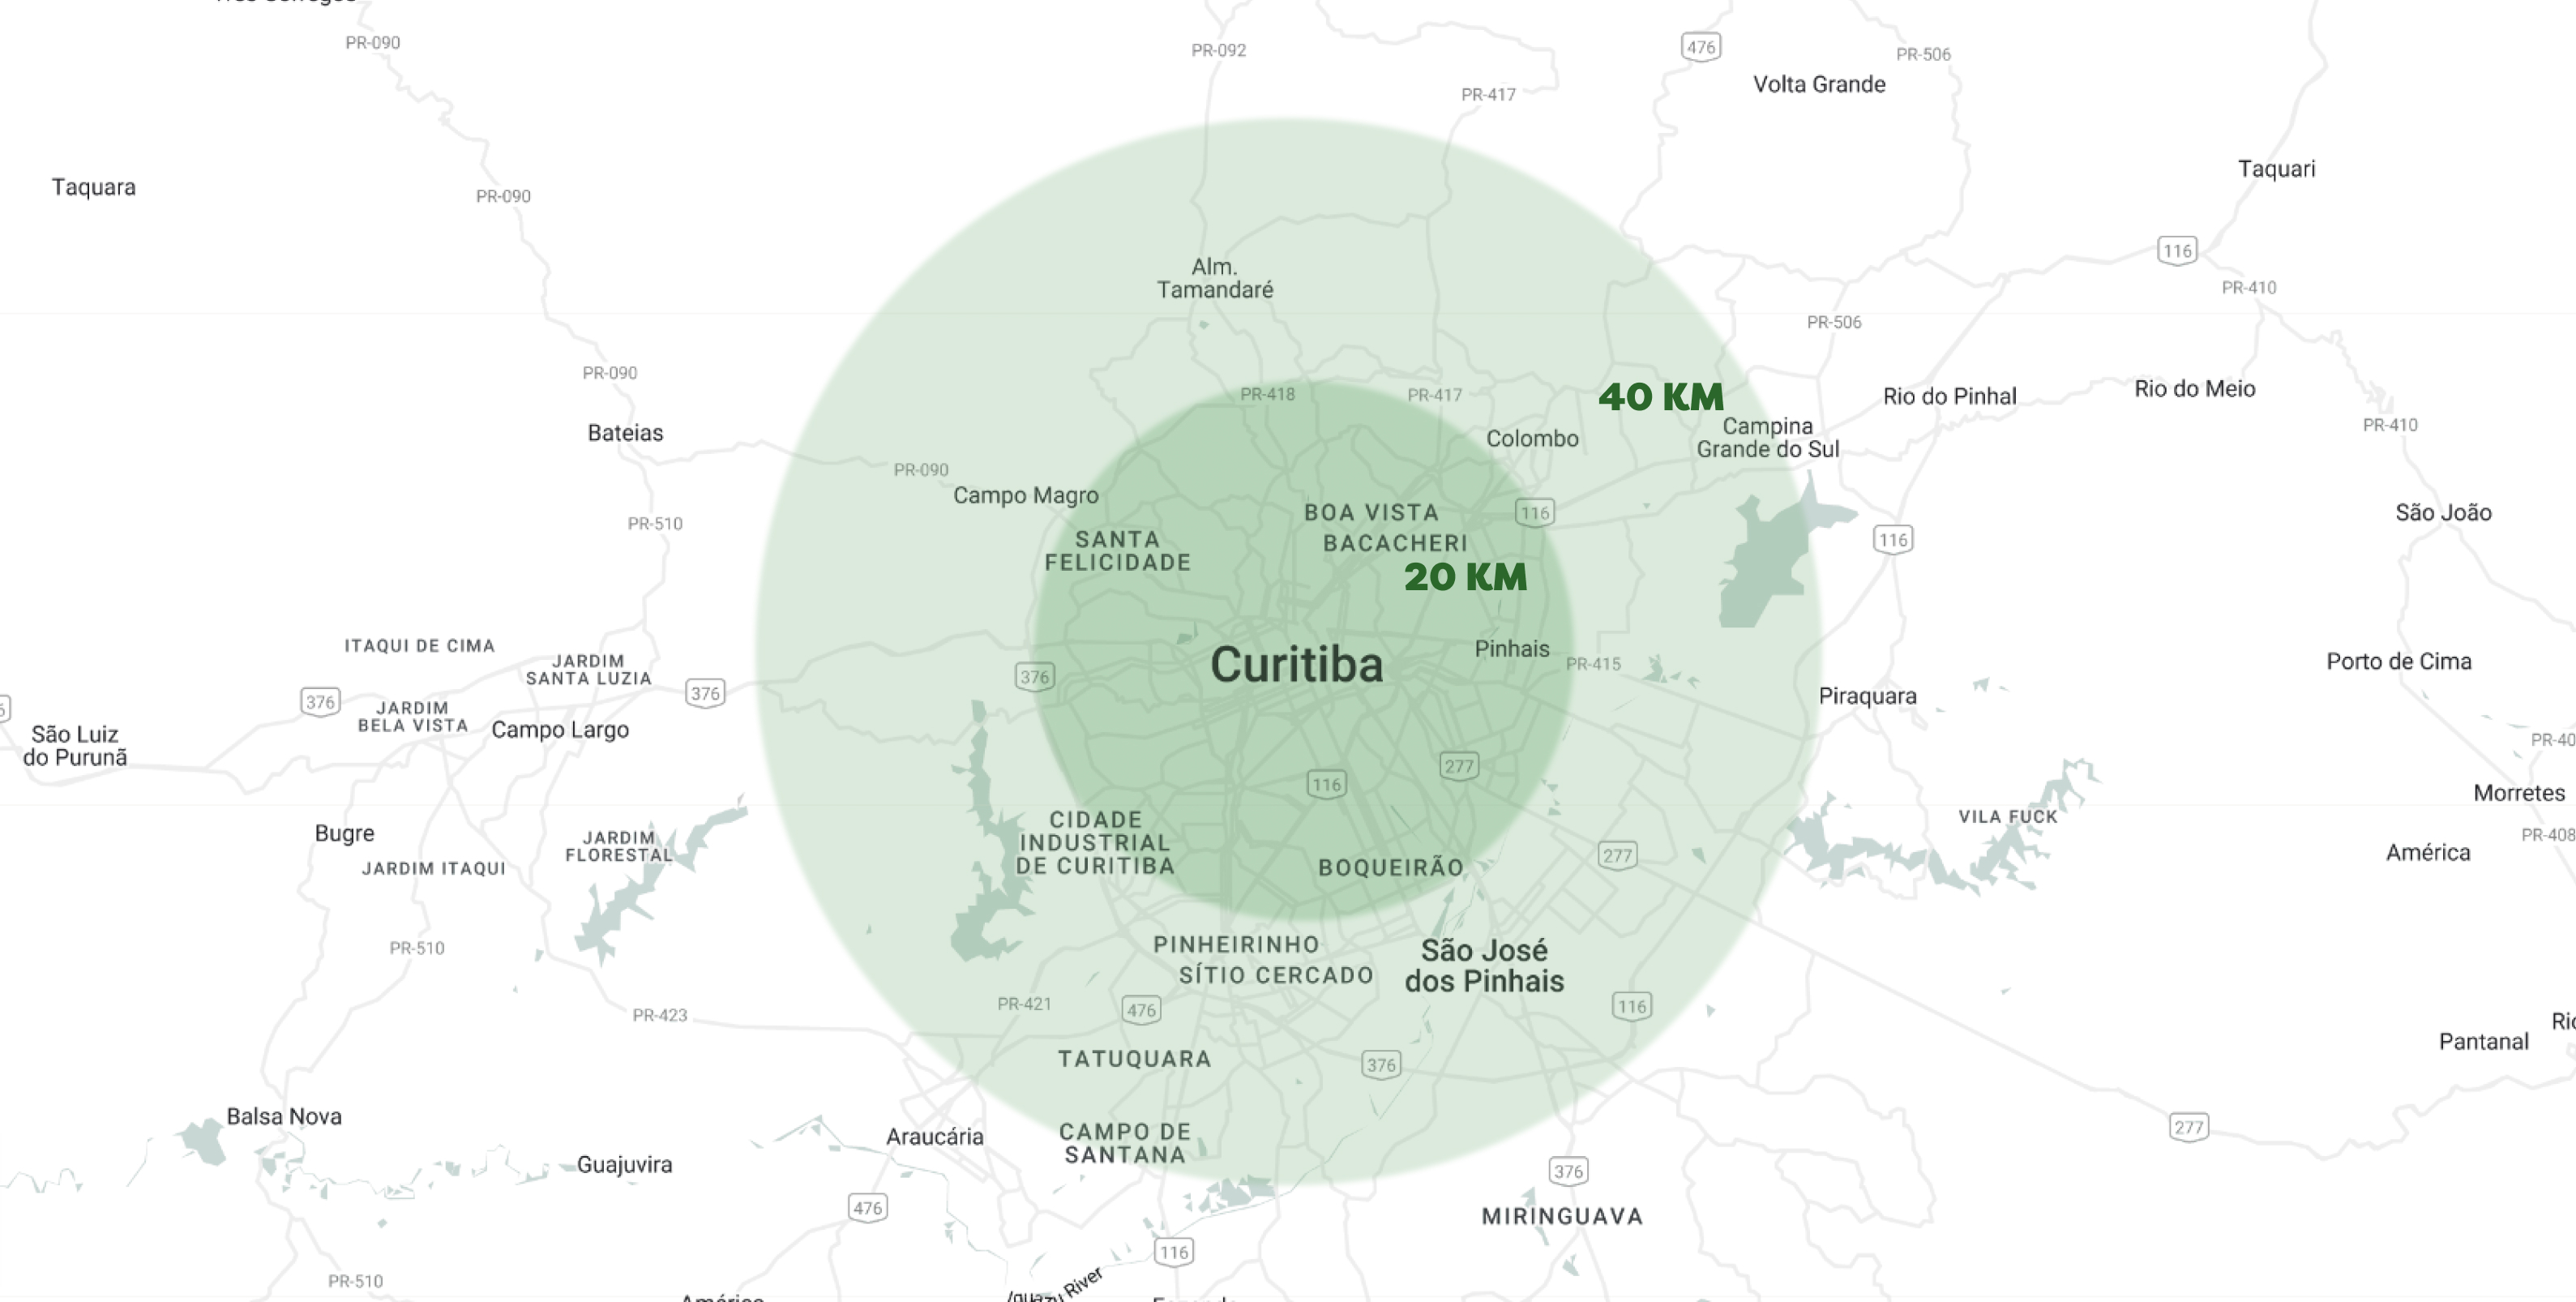 PR-090
PR-092
476
PR-506
Volta Grande
PR-417
Taquari
Taquara
PR-090
116
Alm.
Tamandaré
PR-410
PR-506
PR-090
PR-418
PR-417
40 KM
Rio do Pinhal
Rio do Meio
Bateias
Colombo
Campina
Grande do Sul
PR-410
PR-090
Campo Magro
BOA VISTA
116
São João
PR-510
SANTA
FELICIDADE
BACACHERI
116
20 KM
ITAQUI DE CIMA
Curitiba
Pinhais
PR-415
Porto de Cima
JARDIM
SANTA LUZIA
376
376
376
Piraquara
JARDIM
BELA VISTA
Campo Largo
São Luiz
do Purunã
PR-40
277
116
Morretes
CIDADE
INDUSTRIAL
DE CURITIBA
VILA FUCK
Bugre
JARDIM
FLORESTAL
PR-408
JARDIM ITAQUI
BOQUEIRÃO
277
América
PR-510
PINHEIRINHO
São José
dos Pinhais
SÍTIO CERCADO
PR-421
476
116
PR-423
Pantanal
TATUQUARA
376
Balsa Nova
Araucária
CAMPO DE
SANTANA
277
Guajuvira
376
476
MIRINGUAVA
116
PR-510
River